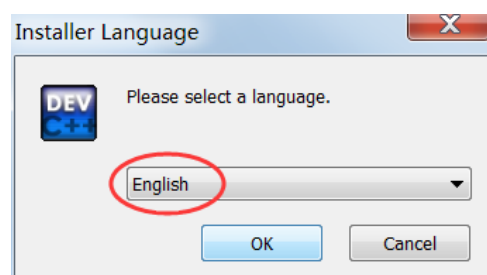 Installer Language
DEV
C++
Please select a language.
English
OK
Cancel